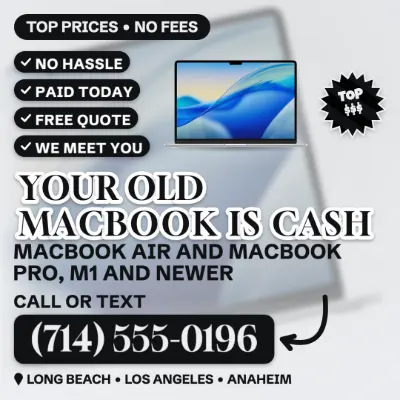 TOP PRICES • NO FEES
✓ NO HASSLE
✓ PAID TODAY
✓ FREE QUOTE
✓ WE MEET YOU
TOP
$$$
YOUR OLD
MACBOOK IS CASH
MACBOOK AIR AND MACBOOK
PRO, M1 AND NEWER
CALL OR TEXT
(714) 555-0196
LONG BEACH • LOS ANGELES • ANAHEIM